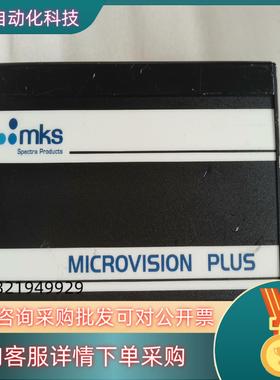 自动化科技
mks
Spectra Products
MICROVISION PLUS
321949929
咨询采购批发可对公开票
客服详情下单采购